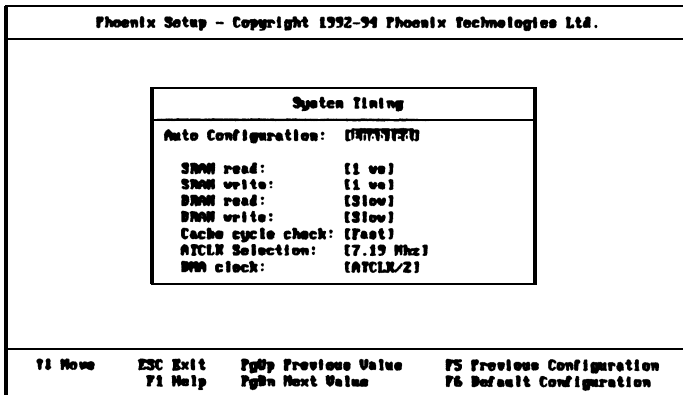 Phoenix Setup - Copyright 1992-94 Phoenix Technologies Ltd.
System Timing
Auto Configuration: [Enabled]
SRAM read: [1 ws]
SRAM write: [1 ws]
DRAM read: [Slow]
DRAM write: [Slow]
Cache cycle check: [Fast]
ATCLK Selection: [7.19 Mhz]
DMA clock: [ATCLK/2]
↑↓ Move ESC Exit PgUp Previous Value F5 Previous Configuration
F1 Help PgDn Next Value F6 Default Configuration